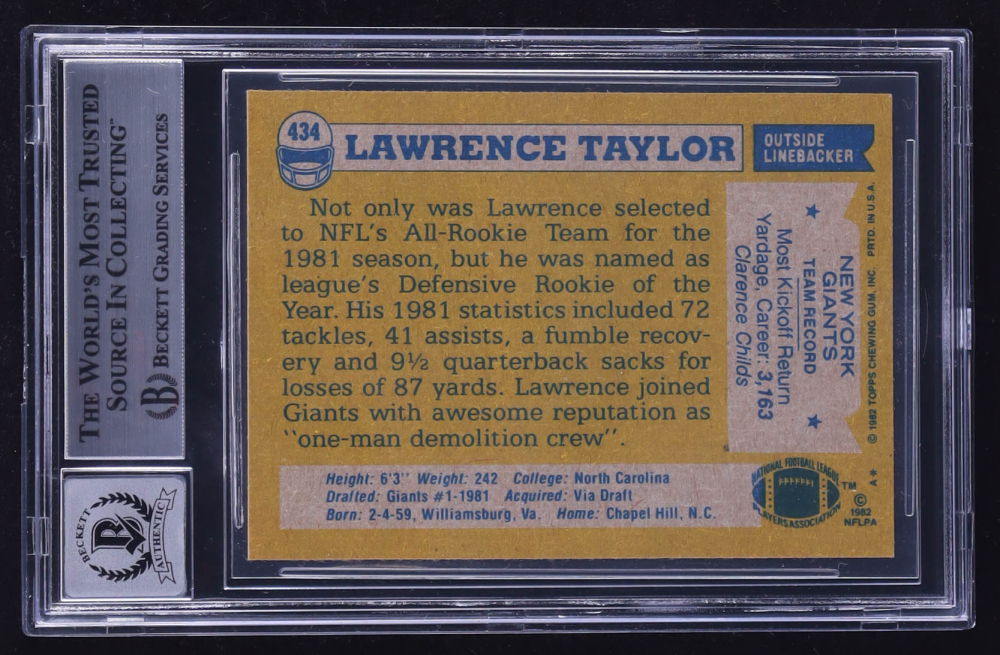 THE WORLD'S MOST TRUSTED
SOURCE IN COLLECTING™
B BECKETT GRADING SERVICES
BECKETT
B
AUTHENTIC
434
LAWRENCE TAYLOR
OUTSIDE
LINEBACKER
Not only was Lawrence selected
to NFL's All-Rookie Team for the
1981 season, but he was named as
league's Defensive Rookie of the
Year. His 1981 statistics included 72
tackles, 41 assists, a fumble recov-
ery and 9½ quarterback sacks for
losses of 87 yards. Lawrence joined
Giants with awesome reputation as
"one-man demolition crew".
NEW YORK
GIANTS
TEAM RECORD
Most Kickoff Return
Yardage, Career: 3,163
Clarence Childs
© 1982 TOPPS CHEWING GUM, INC. PRTD. IN U.S.A.
Height: 6'3" Weight: 242 College: North Carolina
Drafted: Giants #1-1981 Acquired: Via Draft
Born: 2-4-59, Williamsburg, Va. Home: Chapel Hill, N.C.
NATIONAL FOOTBALL LEAGUE
PLAYERS ASSOCIATION
™
A**
©
1982
NFLPA